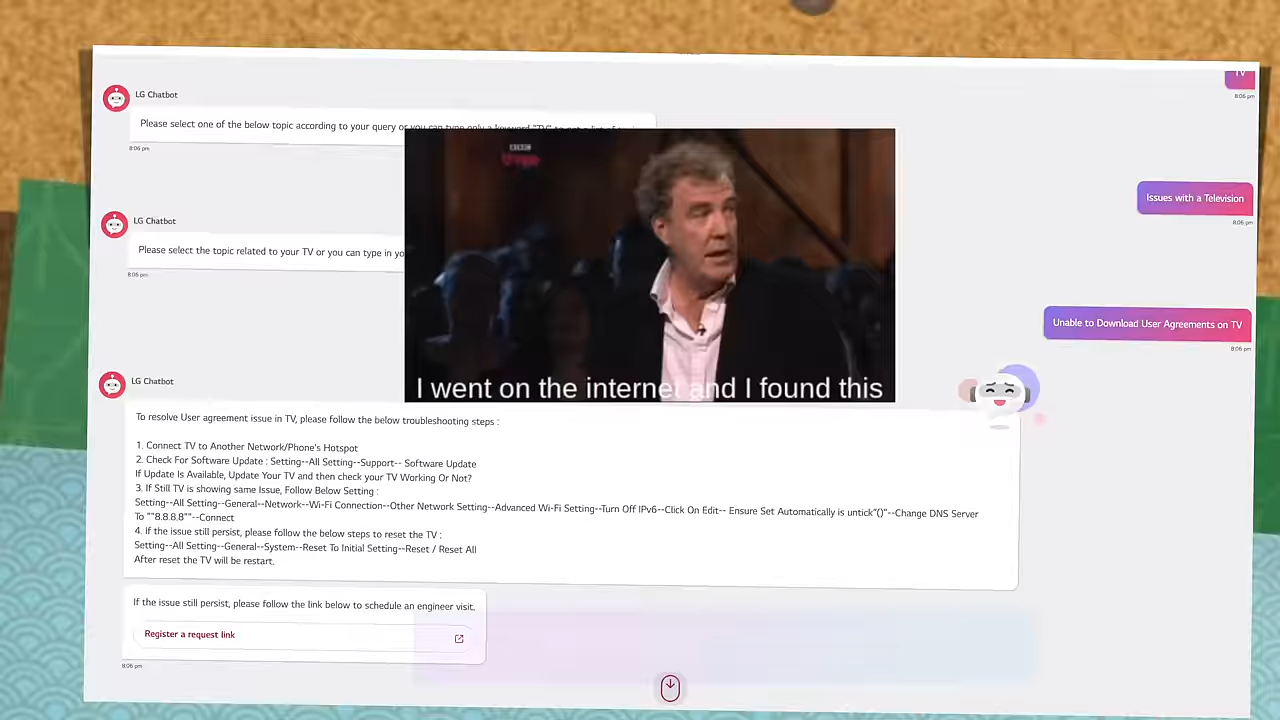 TV
8:06 pm
LG Chatbot
Please select one of the below topic according to your query or you can type only a keyword "TV" to get a list of
8:06 pm
Issues with a Television
8:06 pm
LG Chatbot
Please select the topic related to your TV or you can type in yo
8:06 pm
Unable to Download User Agreements on TV
8:06 pm
BBC
I went on the internet and I found this
LG Chatbot
To resolve User agreement issue in TV, please follow the below troubleshooting steps :
1. Connect TV to Another Network/Phone's Hotspot
2. Check For Software Update : Setting--All Setting--Support-- Software Update
If Update Is Available, Update Your TV and then check your TV Working Or Not?
3. If Still TV is showing same Issue, Follow Below Setting :
Setting--All Setting--General--Network--Wi-Fi Connection--Other Network Setting--Advanced Wi-Fi Setting--Turn Off IPv6--Click On Edit-- Ensure Set Automatically is untick"()"--Change DNS Server
To ""8.8.8.8""--Connect
4. If the issue still persist, please follow the below steps to reset the TV :
Setting--All Setting--General--System--Reset To Initial Setting--Reset / Reset All
After reset the TV will be restart.
If the issue still persist, please follow the link below to schedule an engineer visit.
Register a request link
8:06 pm